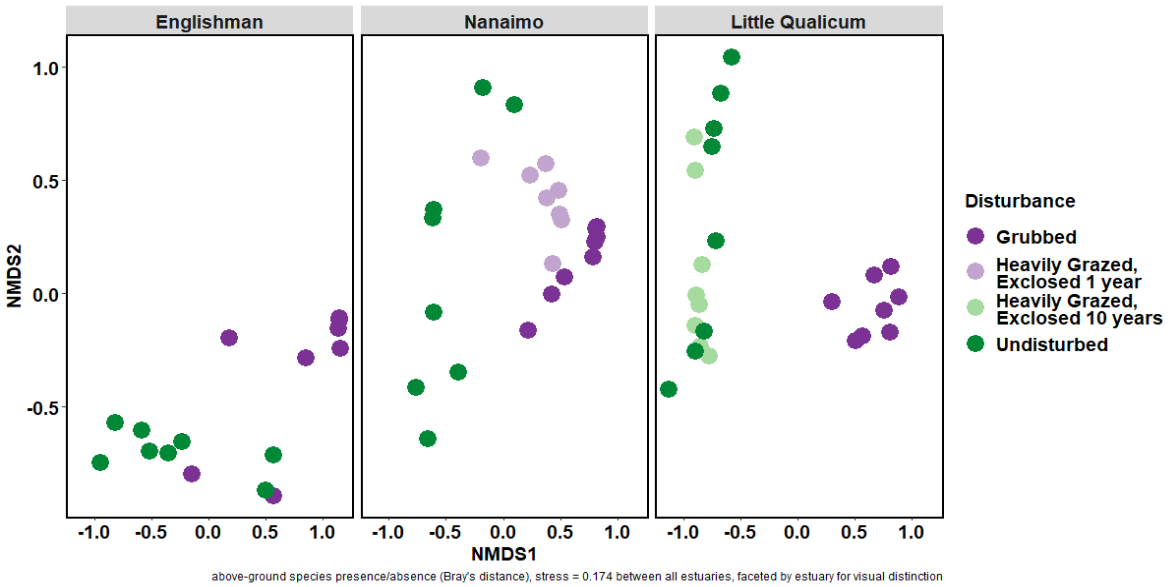 Englishman
Nanaimo
Little Qualicum
NMDS2
1.0
0.5
0.0
-0.5
-1.0 -0.5 0.0 0.5 1.0
-1.0 -0.5 0.0 0.5 1.0
-1.0 -0.5 0.0 0.5 1.0
NMDS1
Disturbance
Grubbed
Heavily Grazed,
Exclosed 1 year
Heavily Grazed,
Exclosed 10 years
Undisturbed
above-ground species presence/absence (Bray's distance), stress = 0.174 between all estuaries, faceted by estuary for visual distinction